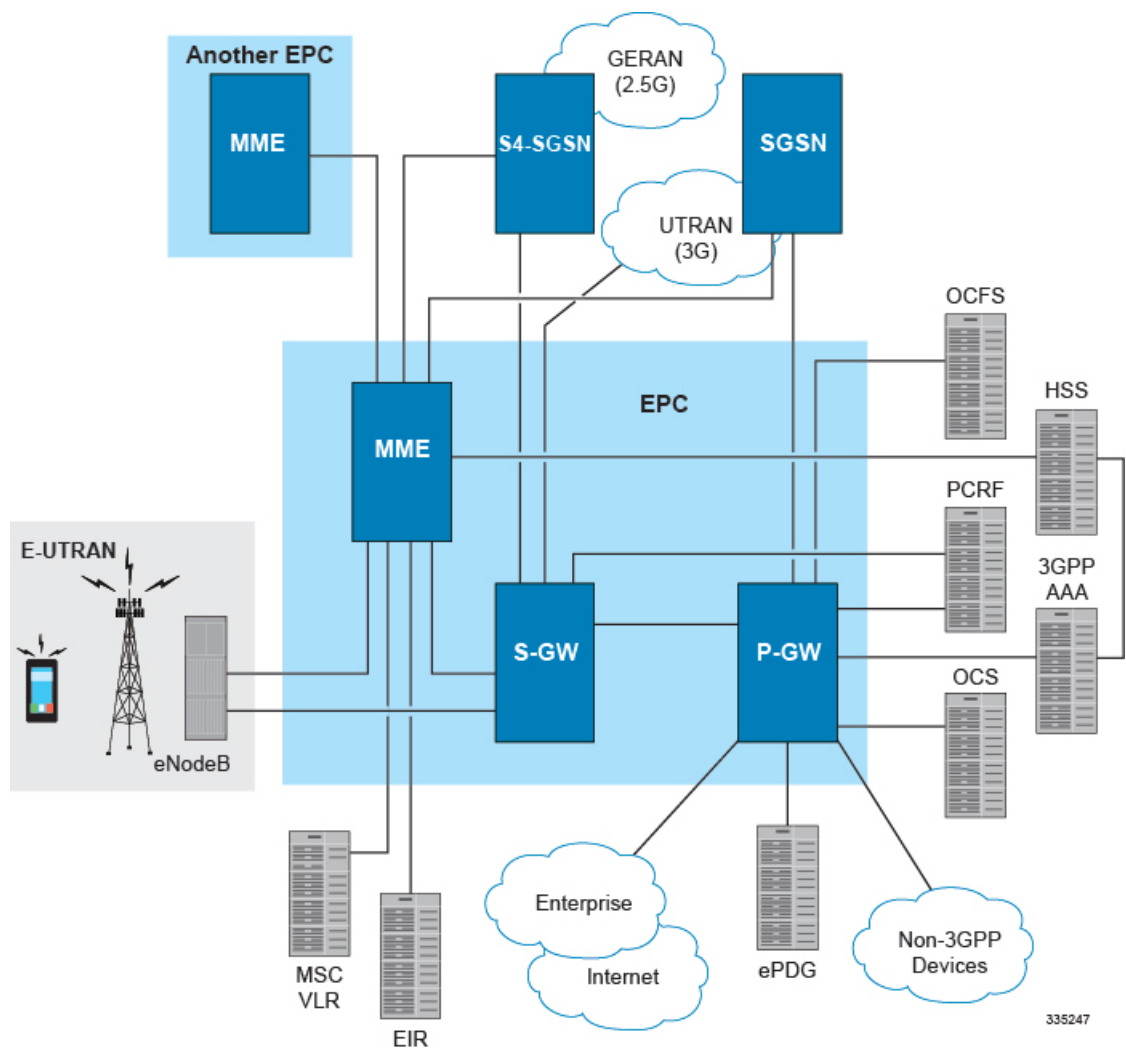 Another EPC
MME
S4-SGSN
GERAN
(2.5G)
SGSN
UTRAN
(3G)
OCFS
HSS
EPC
MME
PCRF
E-UTRAN
3GPP
AAA
S-GW
P-GW
OCS
eNodeB
MSC
VLR
EIR
Enterprise
Internet
ePDG
Non-3GPP
Devices
335247